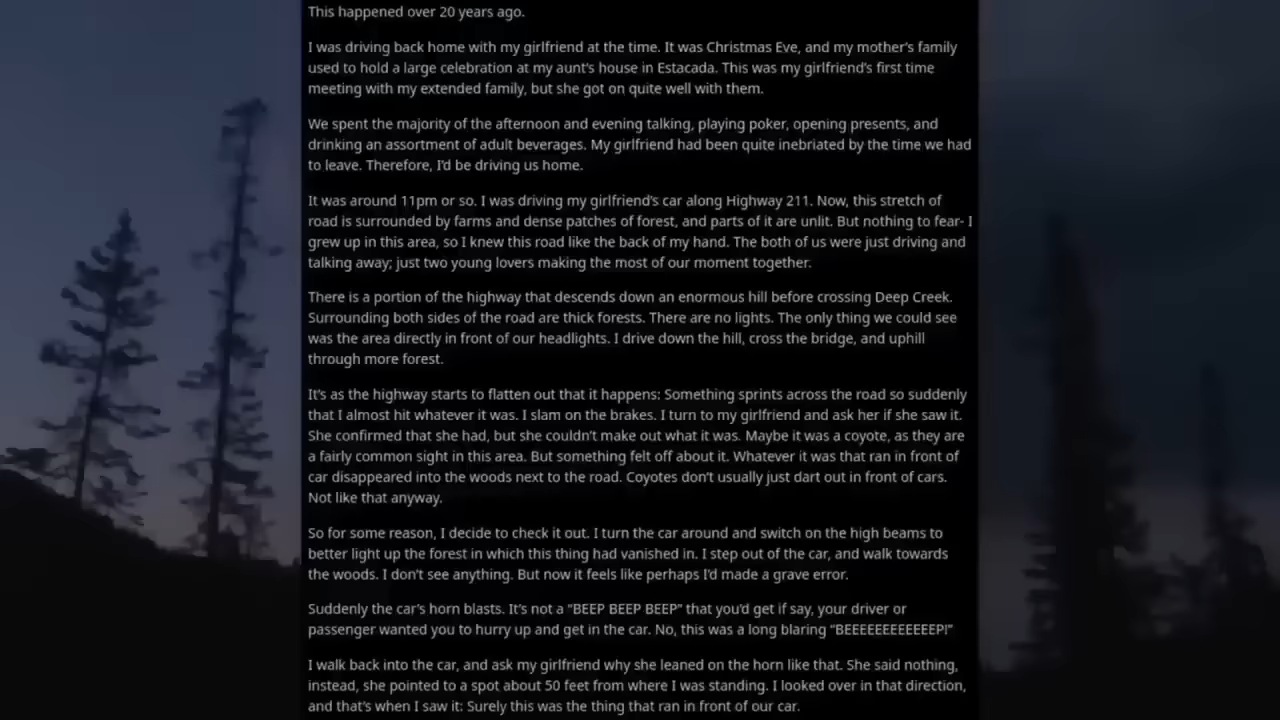 This happened over 20 years ago.
I was driving back home with my girlfriend at the time. It was Christmas Eve, and my mother's family
used to hold a large celebration at my aunt's house in Estacada. This was my girlfriend's first time
meeting with my extended family, but she got on quite well with them.
We spent the majority of the afternoon and evening talking, playing poker, opening presents, and
drinking an assortment of adult beverages. My girlfriend had been quite inebriated by the time we had
to leave. Therefore, I'd be driving us home.
It was around 11pm or so. I was driving my girlfriend's car along Highway 211. Now, this stretch of
road is surrounded by farms and dense patches of forest, and parts of it are unlit. But nothing to fear- I
grew up in this area, so I knew this road like the back of my hand. The both of us were just driving and
talking away; just two young lovers making the most of our moment together.
There is a portion of the highway that descends down an enormous hill before crossing Deep Creek.
Surrounding both sides of the road are thick forests. There are no lights. The only thing we could see
was the area directly in front of our headlights. I drive down the hill, cross the bridge, and uphill
through more forest.
It's as the highway starts to flatten out that it happens: Something sprints across the road so suddenly
that I almost hit whatever it was. I slam on the brakes. I turn to my girlfriend and ask her if she saw it.
She confirmed that she had, but she couldn't make out what it was. Maybe it was a coyote, as they are
a fairly common sight in this area. But something felt off about it. Whatever it was that ran in front of
car disappeared into the woods next to the road. Coyotes don't usually just dart out in front of cars.
Not like that anyway.
So for some reason, I decide to check it out. I turn the car around and switch on the high beams to
better light up the forest in which this thing had vanished in. I step out of the car, and walk towards
the woods. I don't see anything. But now it feels like perhaps I'd made a grave error.
Suddenly the car's horn blasts. It's not a “BEEP BEEP BEEP” that you'd get if say, your driver or
passenger wanted you to hurry up and get in the car. No, this was a long blaring “BEEEEEEEEEEEEP!”
I walk back into the car, and ask my girlfriend why she leaned on the horn like that. She said nothing,
instead, she pointed to a spot about 50 feet from where I was standing. I looked over in that direction,
and that's when I saw it: Surely this was the thing that ran in front of our car.